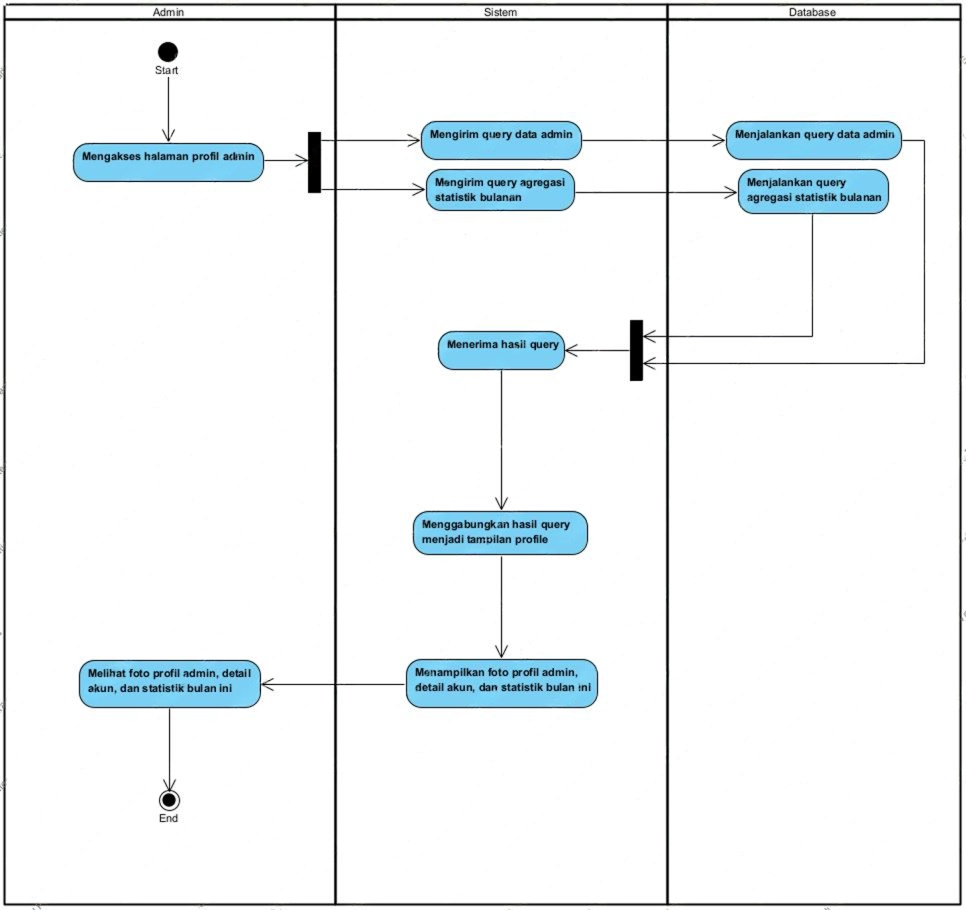 Admin
Sistem
Database
Start
Mengakses halaman profil admin
Mengirim query data admin
Menjalankan query data admin
Mengirim query agregasi
statistik bulanan
Menjalankan query
agregasi statistik bulanan
Menerima hasil query
Menggabungkan hasil query
menjadi tampilan profile
Melihat foto profil admin, detail
akun, dan statistik bulan ini
Menampilkan foto profil admin,
detail akun, dan statistik bulan ini
End